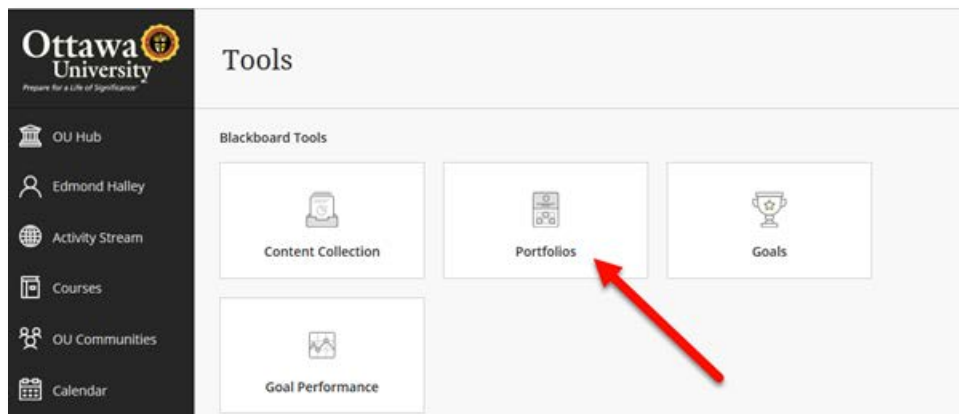 Ottawa
University
Prepare for a Life of Significance
Tools
OU Hub
Edmond Halley
Activity Stream
Courses
OU Communities
Calendar
Blackboard Tools
Content Collection
Portfolios
Goals
Goal Performance